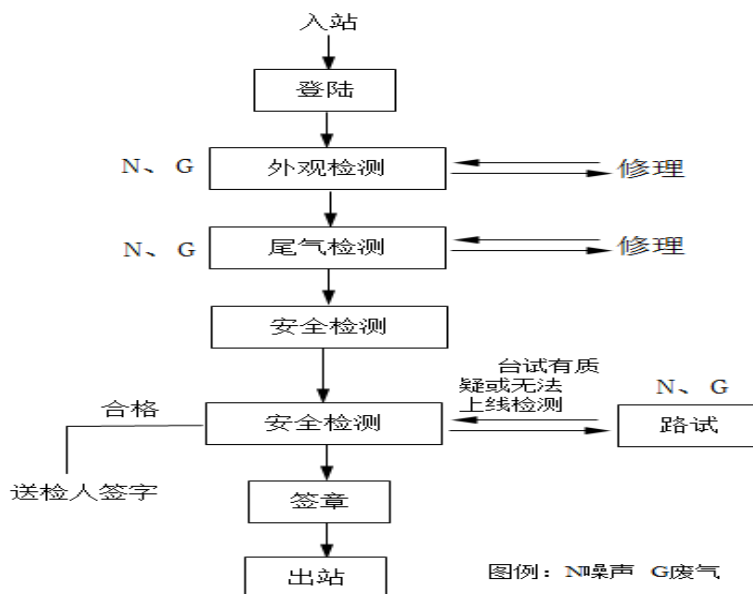 入站
登陆
N、G
外观检测
修理
N、G
尾气检测
修理
安全检测
台试有质
疑或无法
上线检测
N、G
合格
安全检测
路试
送检人签字
签章
出站
图例：N噪声 G废气